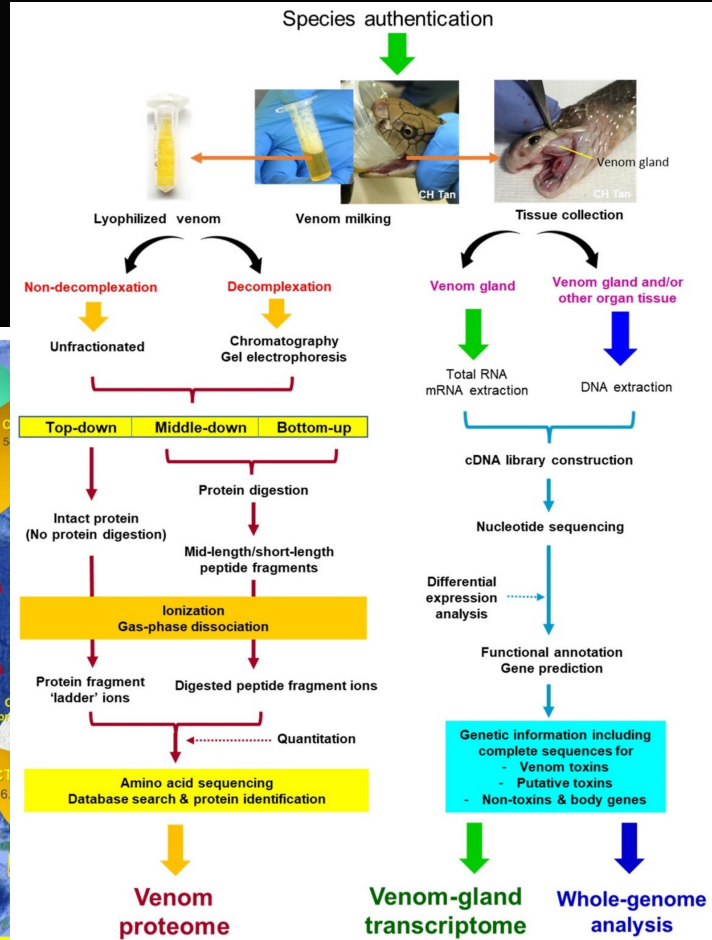 Species authentication
Venom gland
CH Tan
CH Tan
Lyophilized venom
Venom milking
Tissue collection
Non-decomplexation
Decomplexation
Venom gland
Venom gland and/or
other organ tissue
Unfractionated
Chromatography
Gel electrophoresis
Total RNA
mRNA extraction
DNA extraction
Top-down
Middle-down
Bottom-up
cDNA library construction
Protein digestion
Intact protein
(No protein digestion)
Nucleotide sequencing
Mid-length/short-length
peptide fragments
Differential
expression
analysis
Ionization
Gas-phase dissociation
Functional annotation
Gene prediction
Protein fragment
'ladder' ions
Digested peptide fragment ions
Quantitation
Genetic information including
complete sequences for
- Venom toxins
- Putative toxins
- Non-toxins & body genes
Amino acid sequencing
Database search & protein identification
Venom
proteome
Venom-gland
transcriptome
Whole-genome
analysis